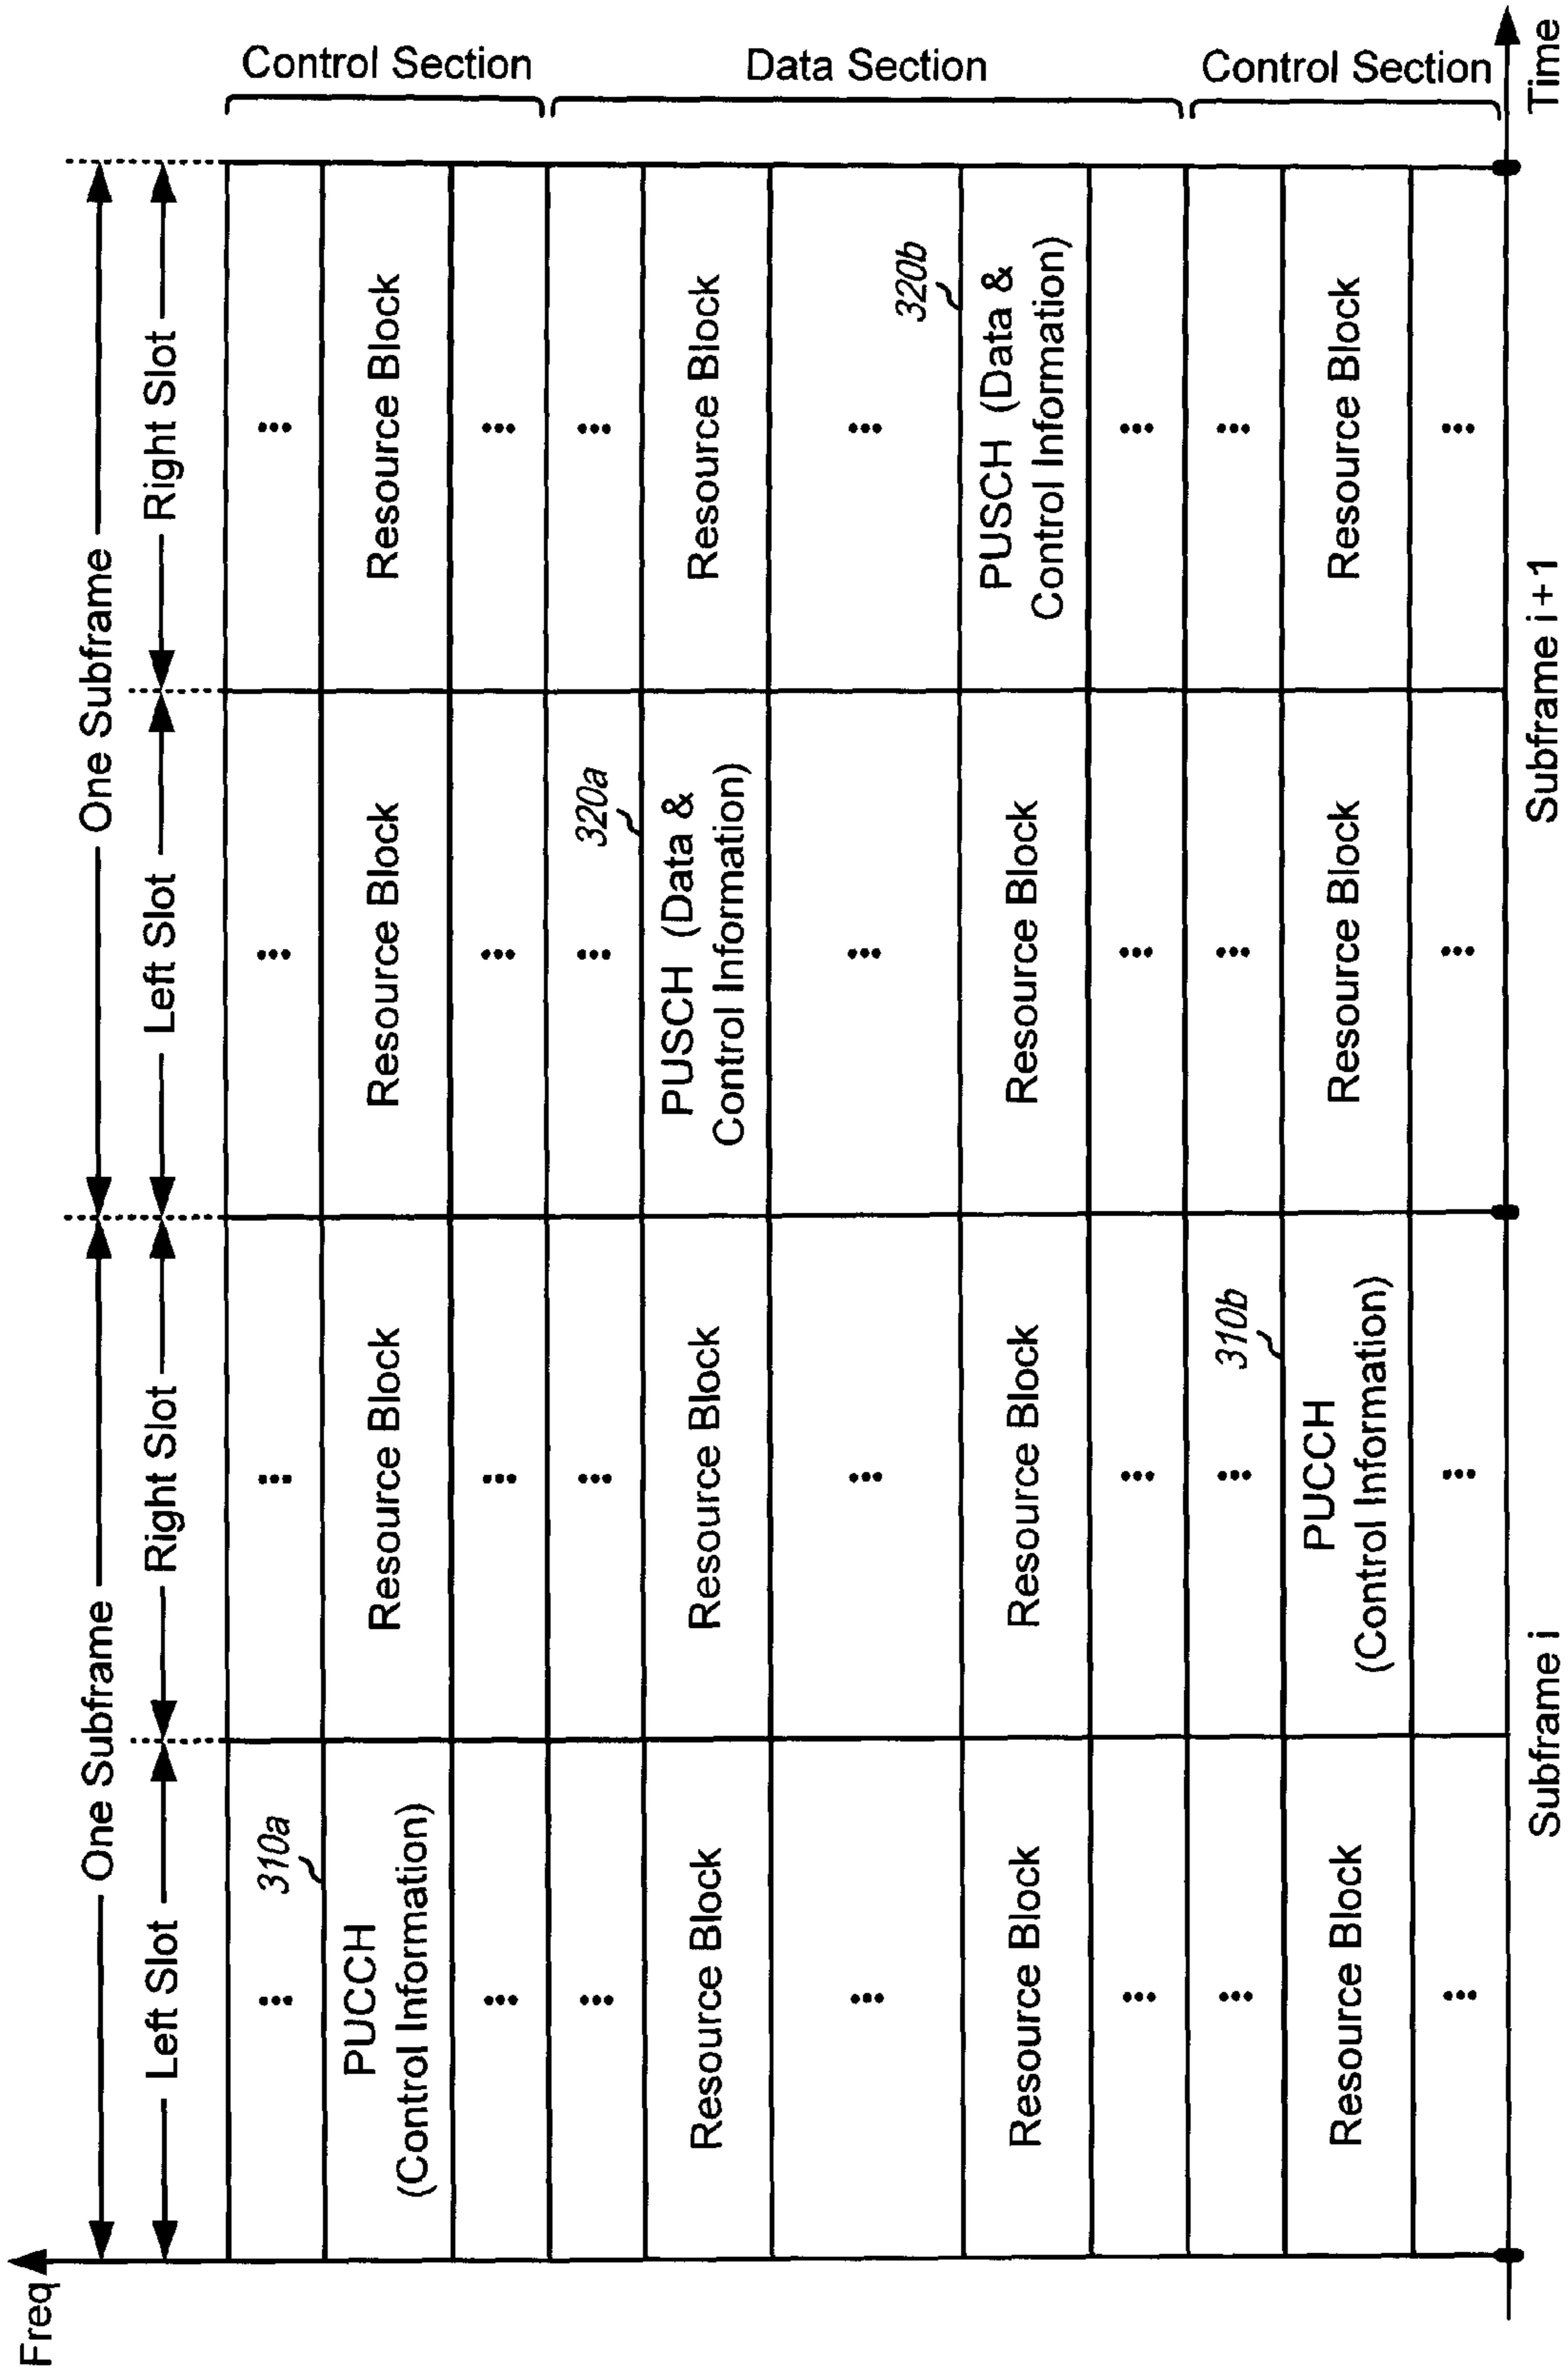 Freq
One Subframe
One Subframe
Left Slot
Right Slot
Left Slot
Right Slot
Control Section
Data Section
Control Section
...
...
...
...
310a
PUCCH
(Control Information)
Resource Block
Resource Block
Resource Block
...
...
...
...
...
...
320a
...
...
Resource Block
Resource Block
PUSCH (Data &
Control Information)
Resource Block
...
...
...
...
320b
Resource Block
Resource Block
Resource Block
PUSCH (Data &
Control Information)
...
...
...
...
...
310b
...
...
...
Resource Block
PUCCH
(Control Information)
Resource Block
Resource Block
...
...
...
...
Time
Subframe i
Subframe i + 1